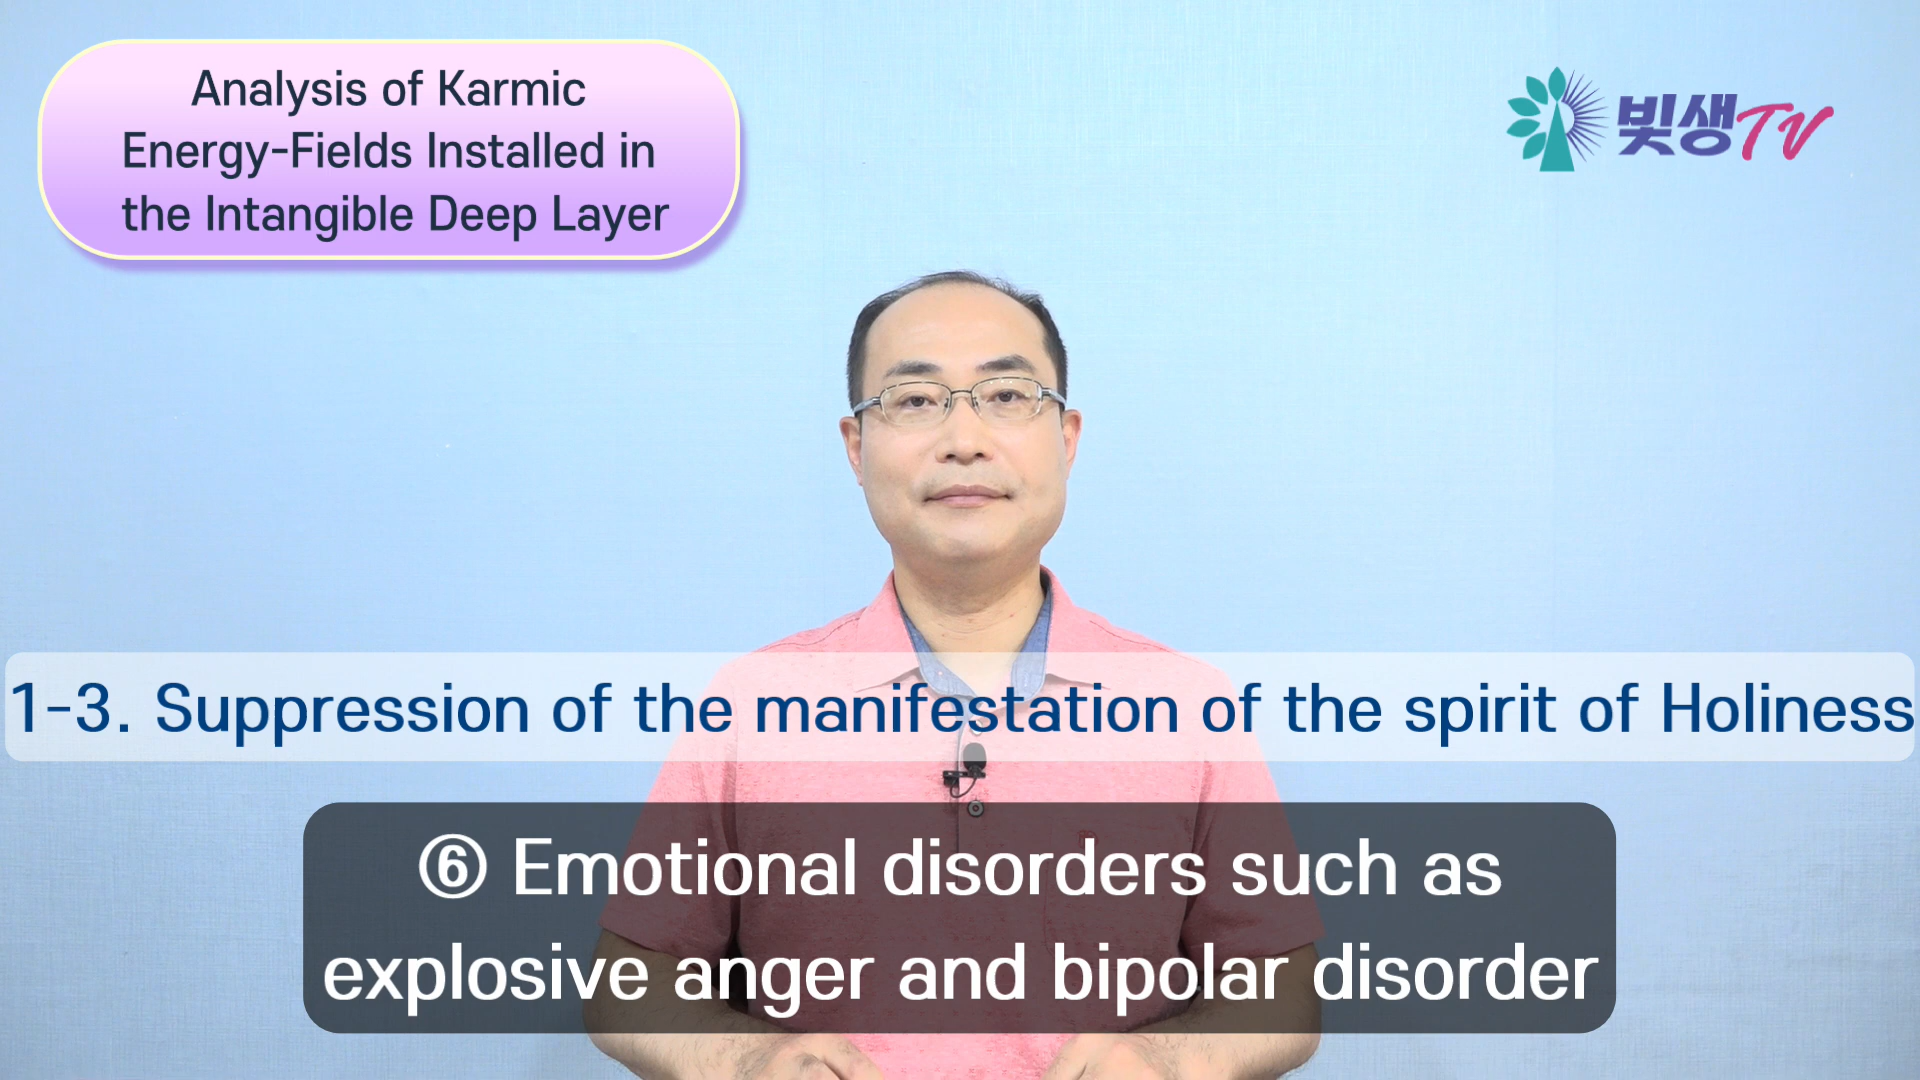 Analysis of Karmic
Energy-Fields Installed in
the Intangible Deep Layer
빛생TV
1-3. Suppression of the manifestation of the spirit of Holiness
⑥ Emotional disorders such as
explosive anger and bipolar disorder